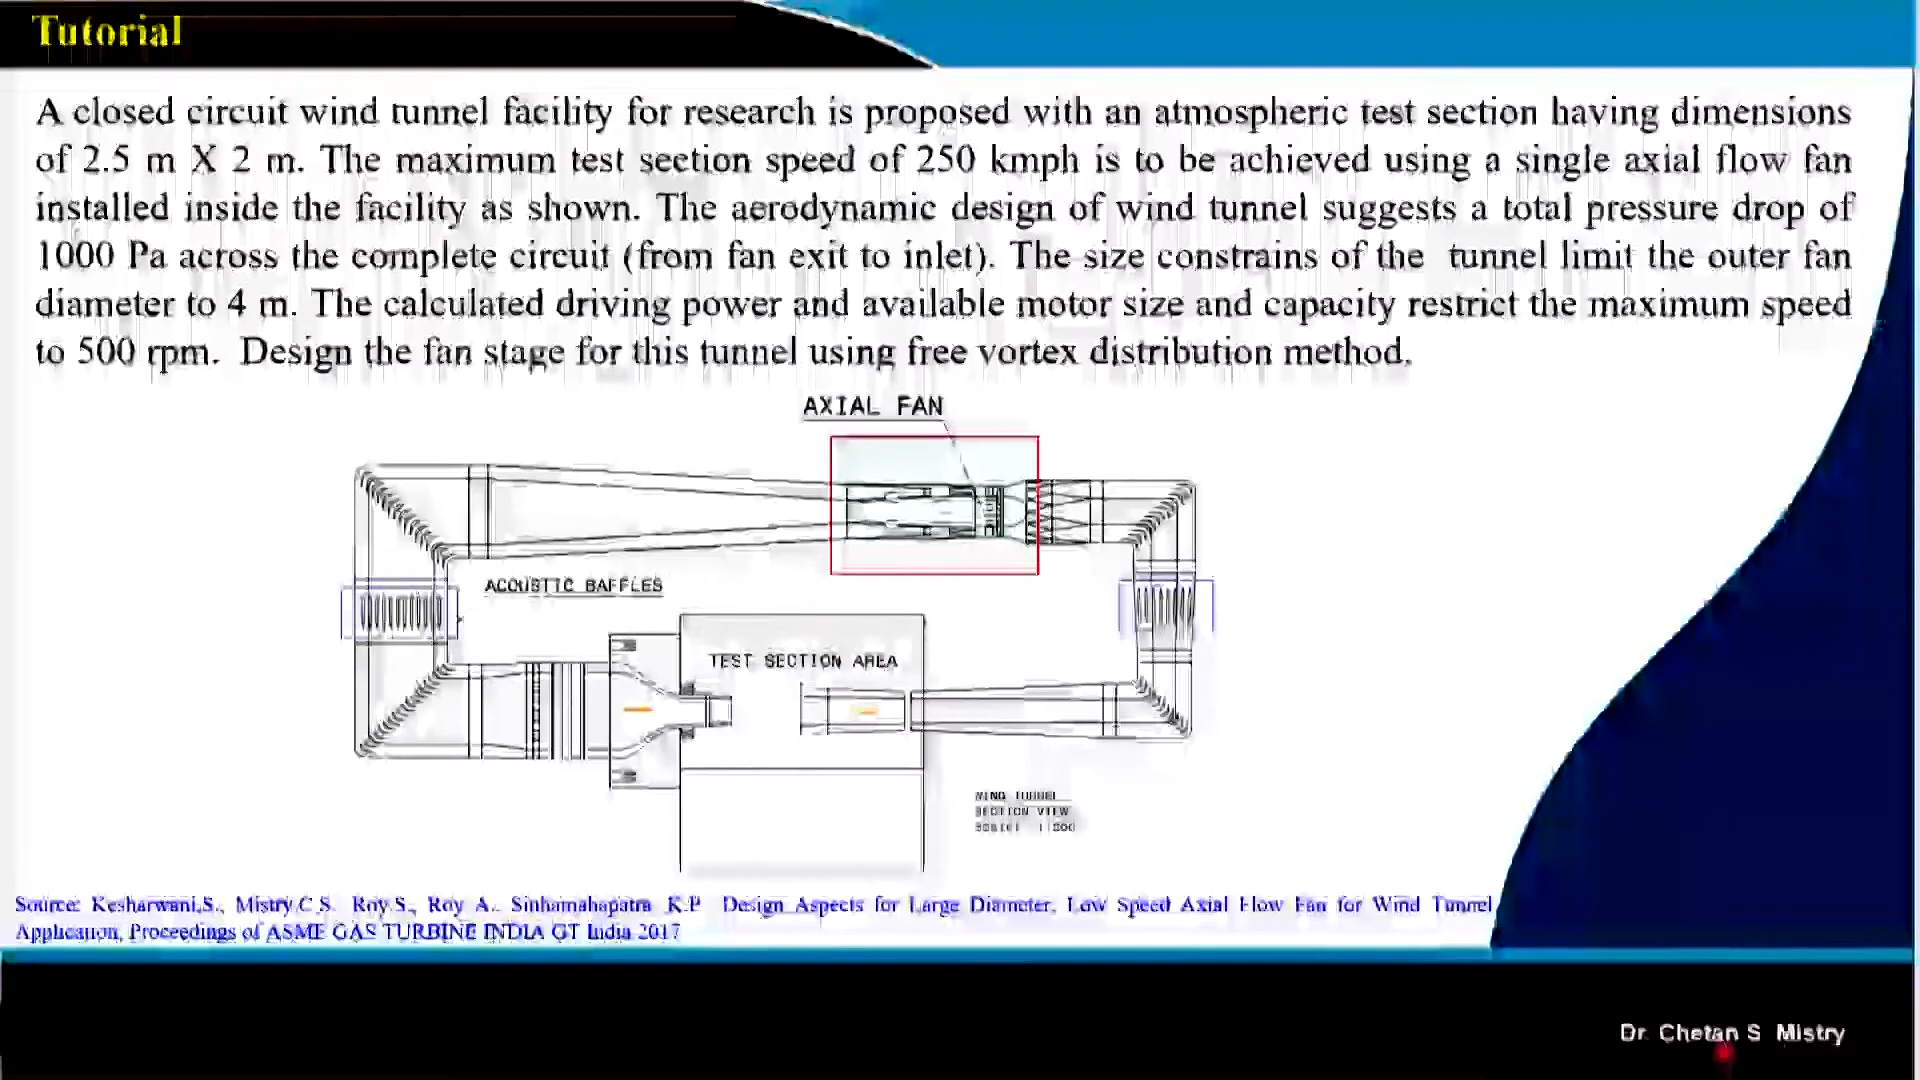 Tutorial
A closed circuit wind tunnel facility for research is proposed with an atmospheric test section having dimensions
of 2.5 m X 2 m. The maximum test section speed of 250 kmph is to be achieved using a single axial flow fan
installed inside the facility as shown. The aerodynamic design of wind tunnel suggests a total pressure drop of
1000 Pa across the complete circuit (from fan exit to inlet). The size constrains of the tunnel limit the outer fan
diameter to 4 m. The calculated driving power and available motor size and capacity restrict the maximum speed
to 500 rpm. Design the fan stage for this tunnel using free vortex distribution method.
AXIAL FAN
ACOUSTIC BAFFLES
TEST SECTION AREA
WIND TUNNEL
SECTION VIEW
Source: Kesharwani,S., Mistry,C.S. Roy.S., Roy A.. Sinhamahapatra K.P Design Aspects for Large Diameter, Low Speed Axial Flow Fan for Wind Tunnel
Application, Proceedings of ASME GAS TURBINE INDIA GT India 2017
Dr. Chetan S Mistry